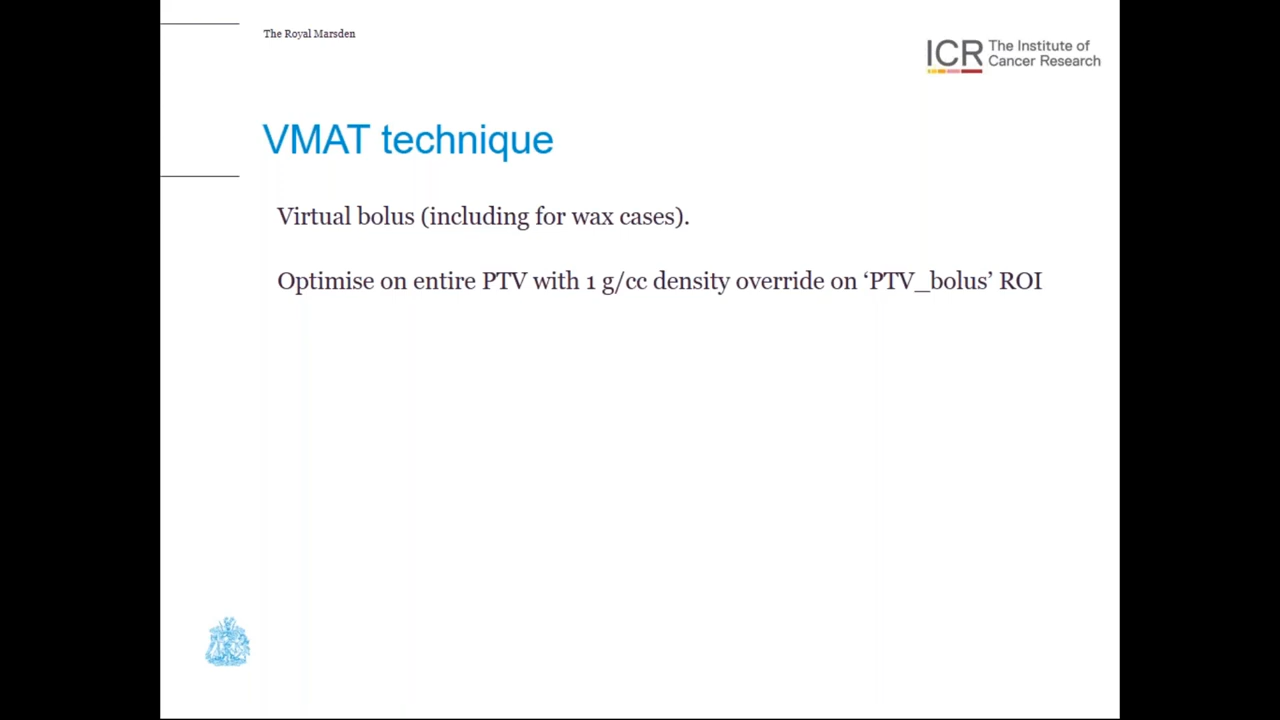 The Royal Marsden
ICR The Institute of
Cancer Research
VMAT technique
Virtual bolus (including for wax cases).
Optimise on entire PTV with 1 g/cc density override on ‘PTV_bolus’ ROI